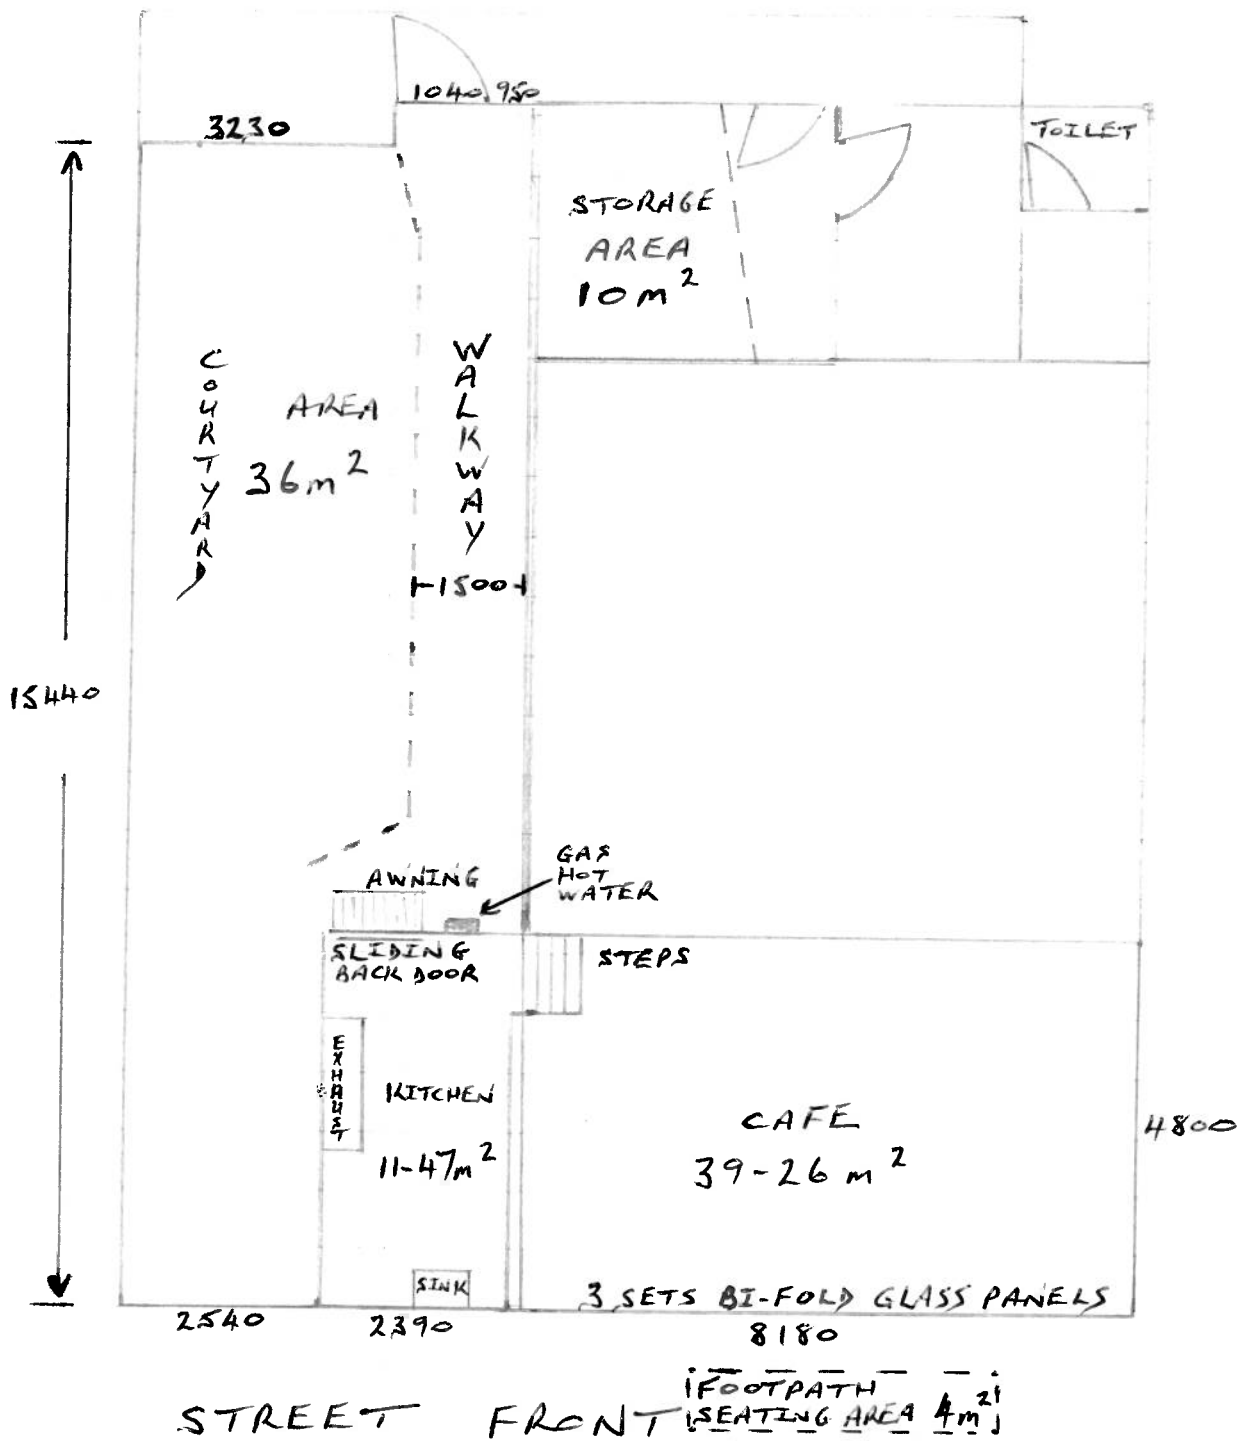 1040 950
3230
TOILET
STORAGE
AREA
10m²
COURTYARD
AREA
36m²
WALKWAY
1500
15440
AWNING
GAS
HOT
WATER
SLIDING
BACK DOOR
STEPS
EXHAUST
KITCHEN
11-47m²
CAFE
39-26 m²
4800
SINK
3 SETS BI-FOLD GLASS PANELS
2540
2390
8180
STREET FRONT
FOOTPATH
SEATING AREA 4m²